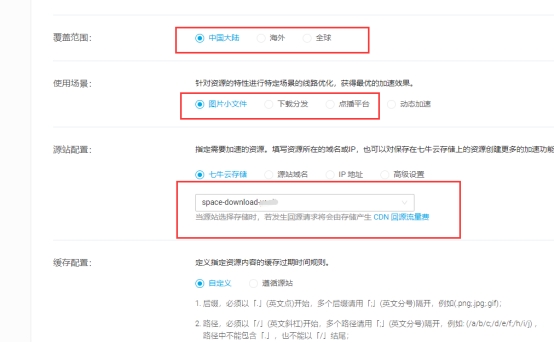 覆盖范围：
中国大陆 海外 全球
使用场景：
针对资源的特性进行特定场景的线路优化，获得最优的加速效果。
图片小文件 下载分发 点播平台 动态加速
源站配置：
指定需要加速的资源。填写资源所在的域名或IP，也可以对保存在七牛云存储上的资源创建更多的加速功能
七牛云存储 源站域名 IP 地址 高级设置
space-download-
当源站选择存储时，若发生回源请求将会由存储产生 CDN 回源流量费
缓存配置：
定义指定资源内容的缓存过期时间规则。
自定义 遵循源站
1. 后缀，必须以「.」(英文点)开始，多个后缀请用「;」(英文分号)隔开，例如(.png;.jpg;.gif)；
2. 路径，必须以「/」(英文斜杠)开始，多个路径请用「;」(英文分号)隔开，例如: (/a/b/c;/d/e/f;/h/i/j)，
路径中不能包含「.」，也不能以「/」结尾；